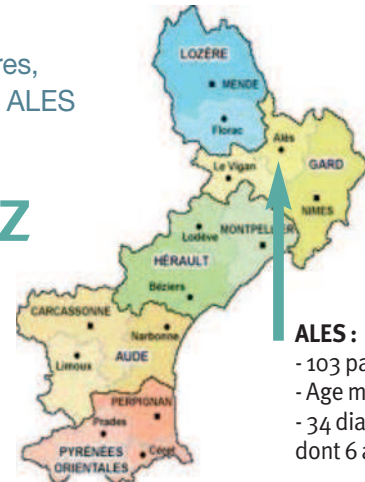 res,
ALES
Z
LOZÈRE
MENDE
Florac
Alès
Le Vigan
GARD
NIMES
MONTPELLIER
Lodève
HÉRAULT
Béziers
CARCASSONNE
Narbonne
Limoux
AUDE
PERPIGNAN
Prades
Céret
PYRÉNÉES
ORIENTALES
ALES :
- 103 pa
- Age m
- 34 dia
dont 6 a